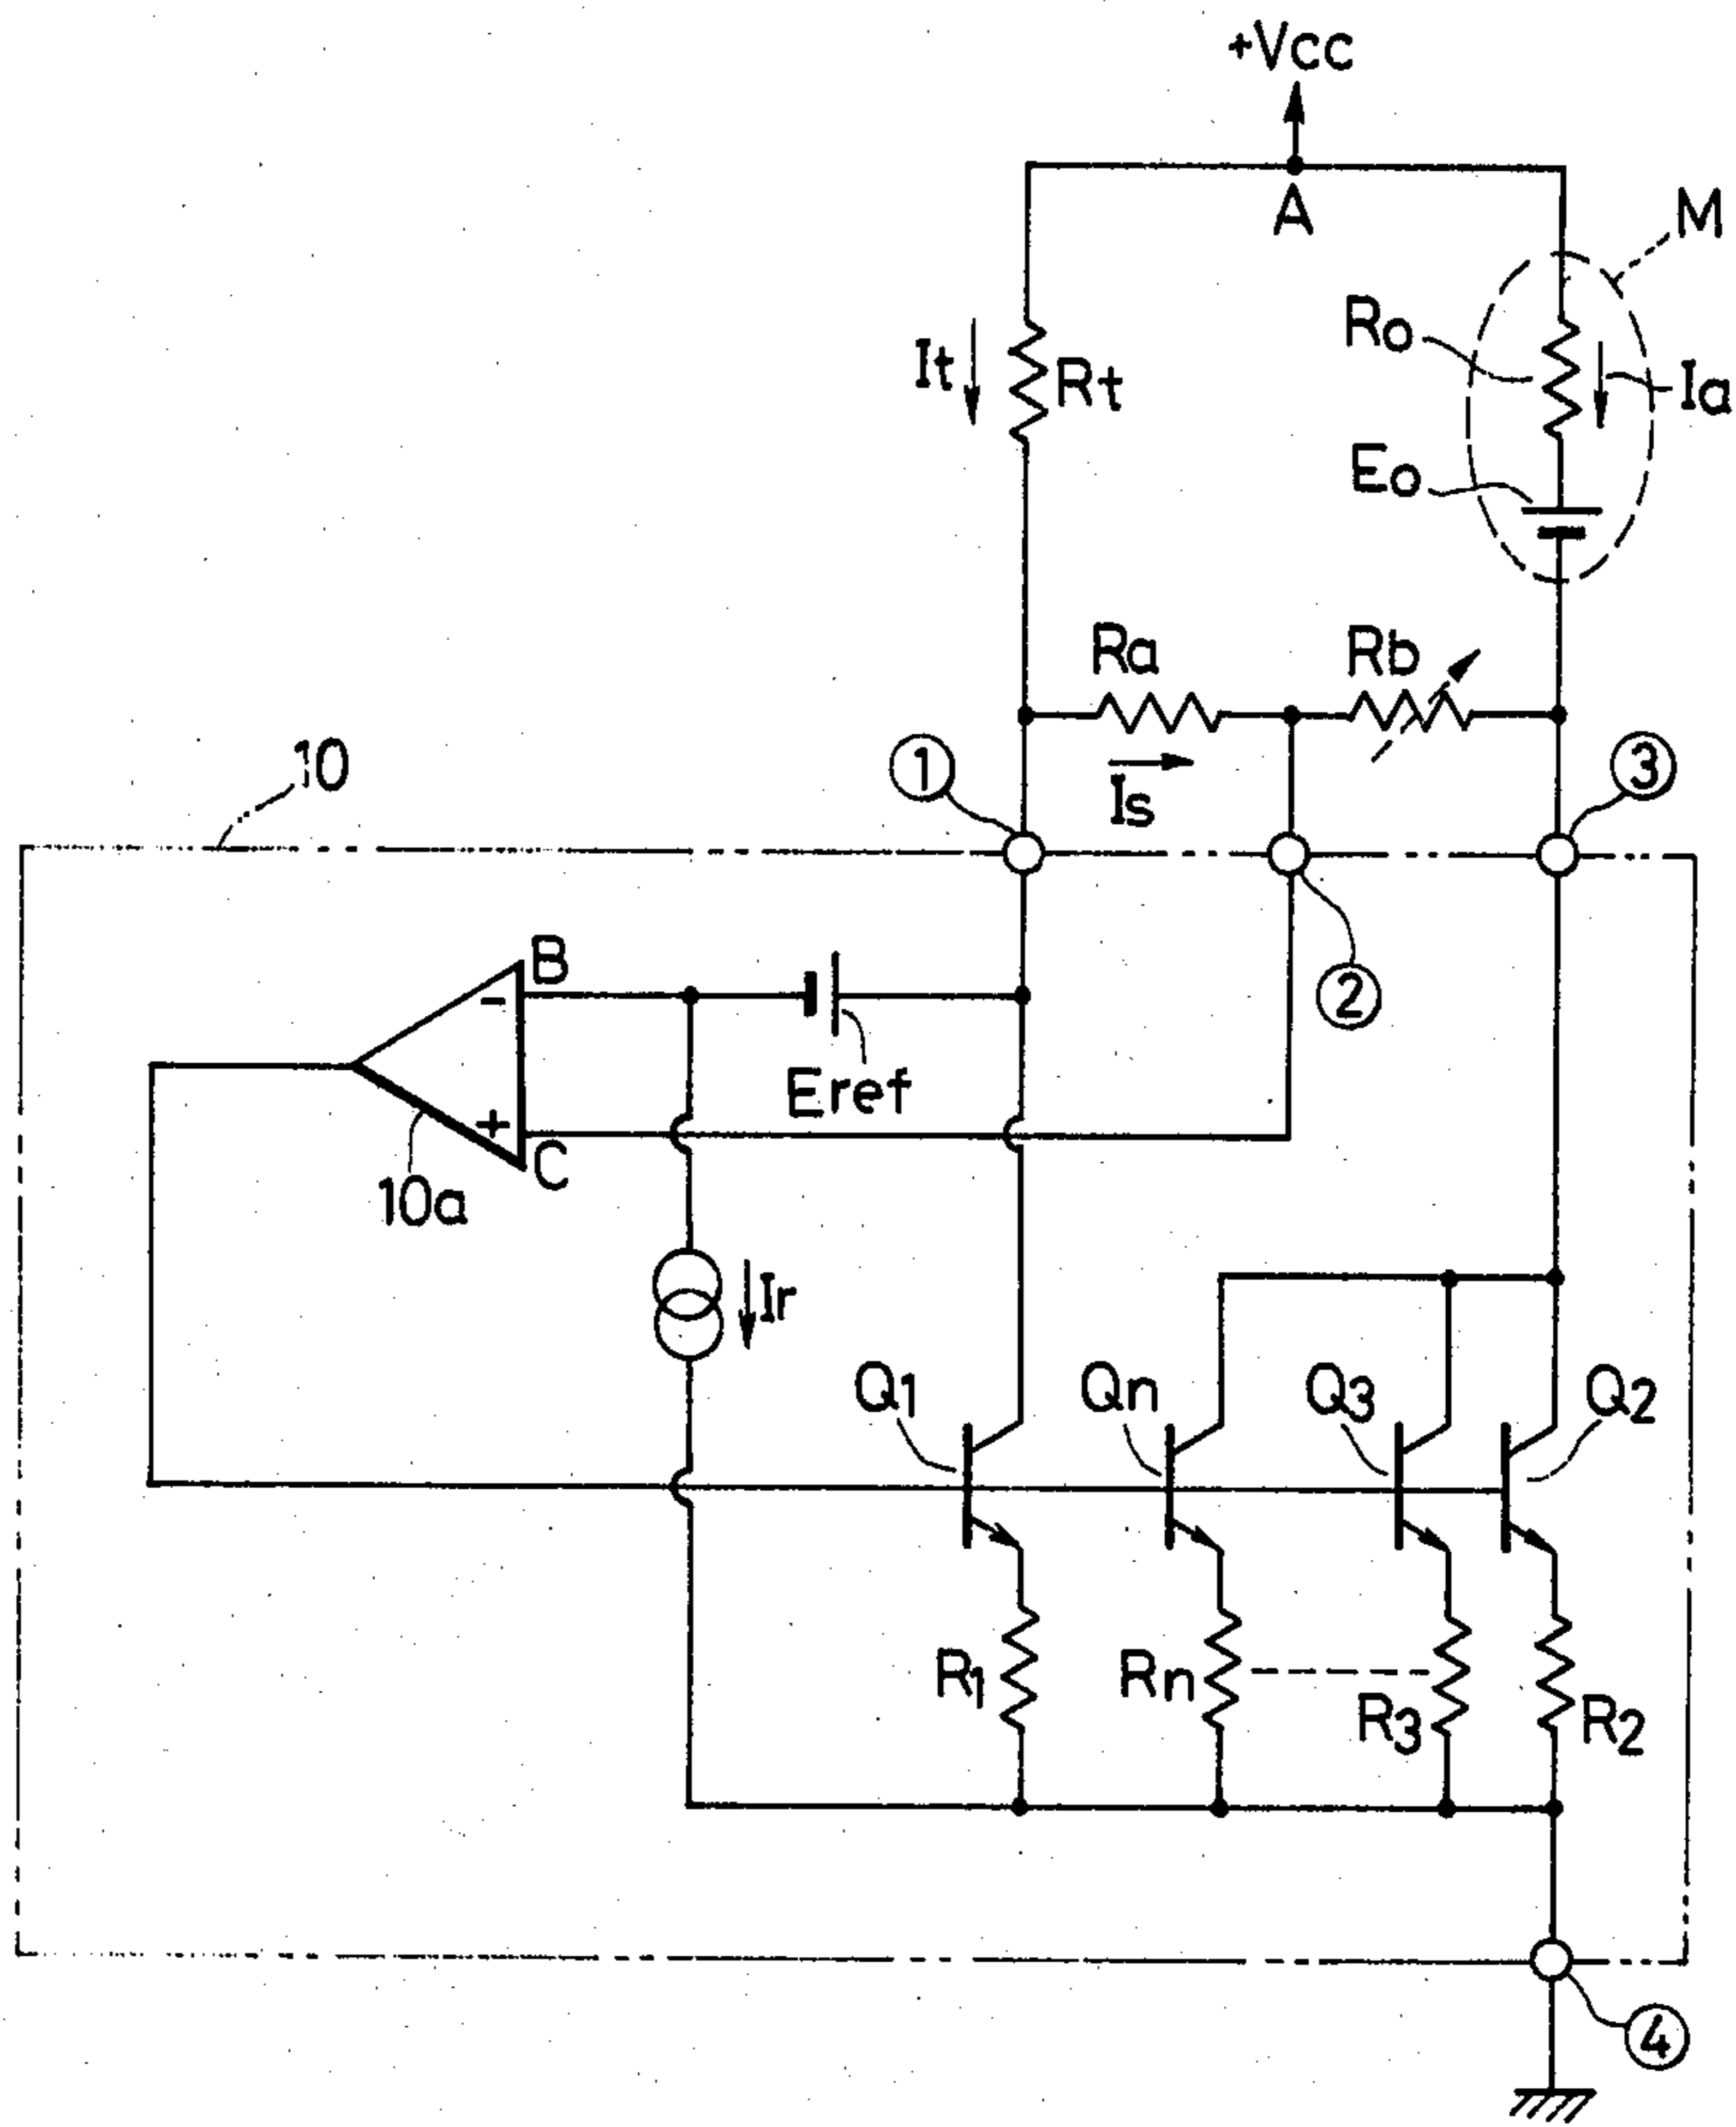 +Vcc
A
M
Ro
It
Rt
Ia
Eo
Ra
Rb
10
①
Is
③
B
-
②
Eref
+
C
10a
Ir
Q1
Qn
Q3
Q2
R1
Rn
R3
R2
④